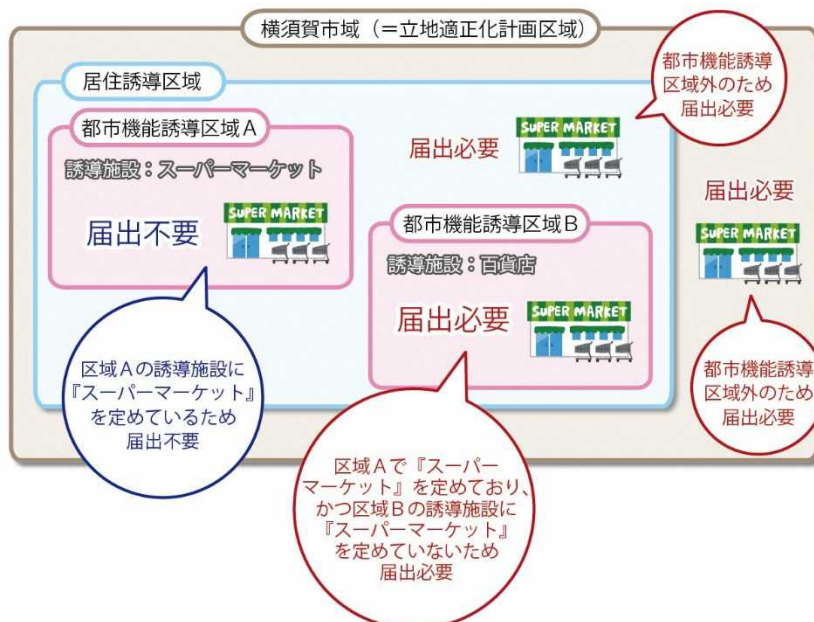 横須賀市域（＝立地適正化計画区域）
居住誘導区域
都市機能誘導区域A
誘導施設：スーパーマーケット
届出不要
SUPER MARKET
区域Aの誘導施設に
『スーパーマーケット』
を定めているため
届出不要
届出必要
SUPER MARKET
都市機能誘導
区域外のため
届出必要
都市機能誘導区域B
誘導施設：百貨店
届出必要
SUPER MARKET
区域Aで『スーパー
マーケット』を定めており、
かつ区域Bの誘導施設に
『スーパーマーケット』
を定めていないため
届出必要
届出必要
SUPER MARKET
都市機能誘導
区域外のため
届出必要